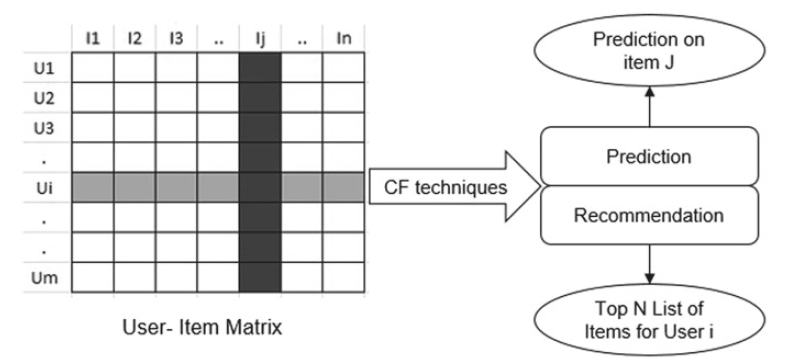 I1 I2 I3 .. Ij .. In
U1
U2
U3
.
Ui
.
.
Um
User- Item Matrix
CF techniques
Prediction on
item J
Prediction
Recommendation
Top N List of
Items for User i